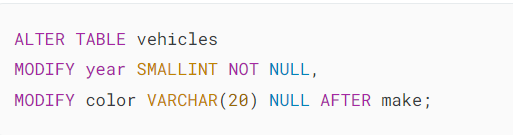 ALTER TABLE vehicles
MODIFY year SMALLINT NOT NULL,
MODIFY color VARCHAR(20) NULL AFTER make;